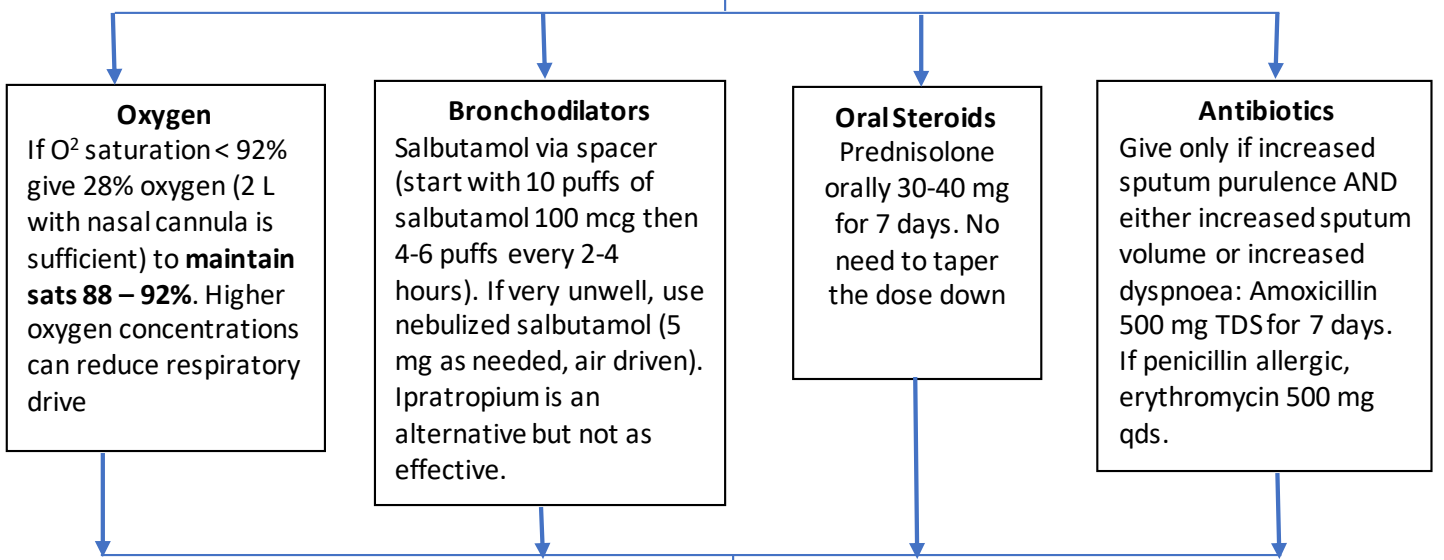 Oxygen
If O² saturation < 92%
give 28% oxygen (2 L
with nasal cannula is
sufficient) to maintain
sats 88 – 92%. Higher
oxygen concentrations
can reduce respiratory
drive
Bronchodilators
Salbutamol via spacer
(start with 10 puffs of
salbutamol 100 mcg then
4-6 puffs every 2-4
hours). If very unwell, use
nebulized salbutamol (5
mg as needed, air driven).
Ipratropium is an
alternative but not as
effective.
Oral Steroids
Prednisolone
orally 30-40 mg
for 7 days. No
need to taper
the dose down
Antibiotics
Give only if increased
sputum purulence AND
either increased sputum
volume or increased
dyspnoea: Amoxicillin
500 mg TDS for 7 days.
If penicillin allergic,
erythromycin 500 mg
qds.